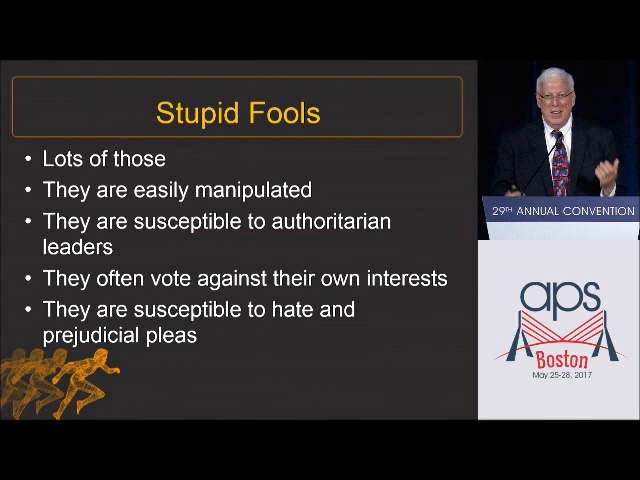 Stupid Fools
• Lots of those
• They are easily manipulated
• They are susceptible to authoritarian
leaders
• They often vote against their own interests
• They are susceptible to hate and
prejudicial pleas
29TH ANNUAL CONVENTION
aps
Boston
May 25-28, 2017